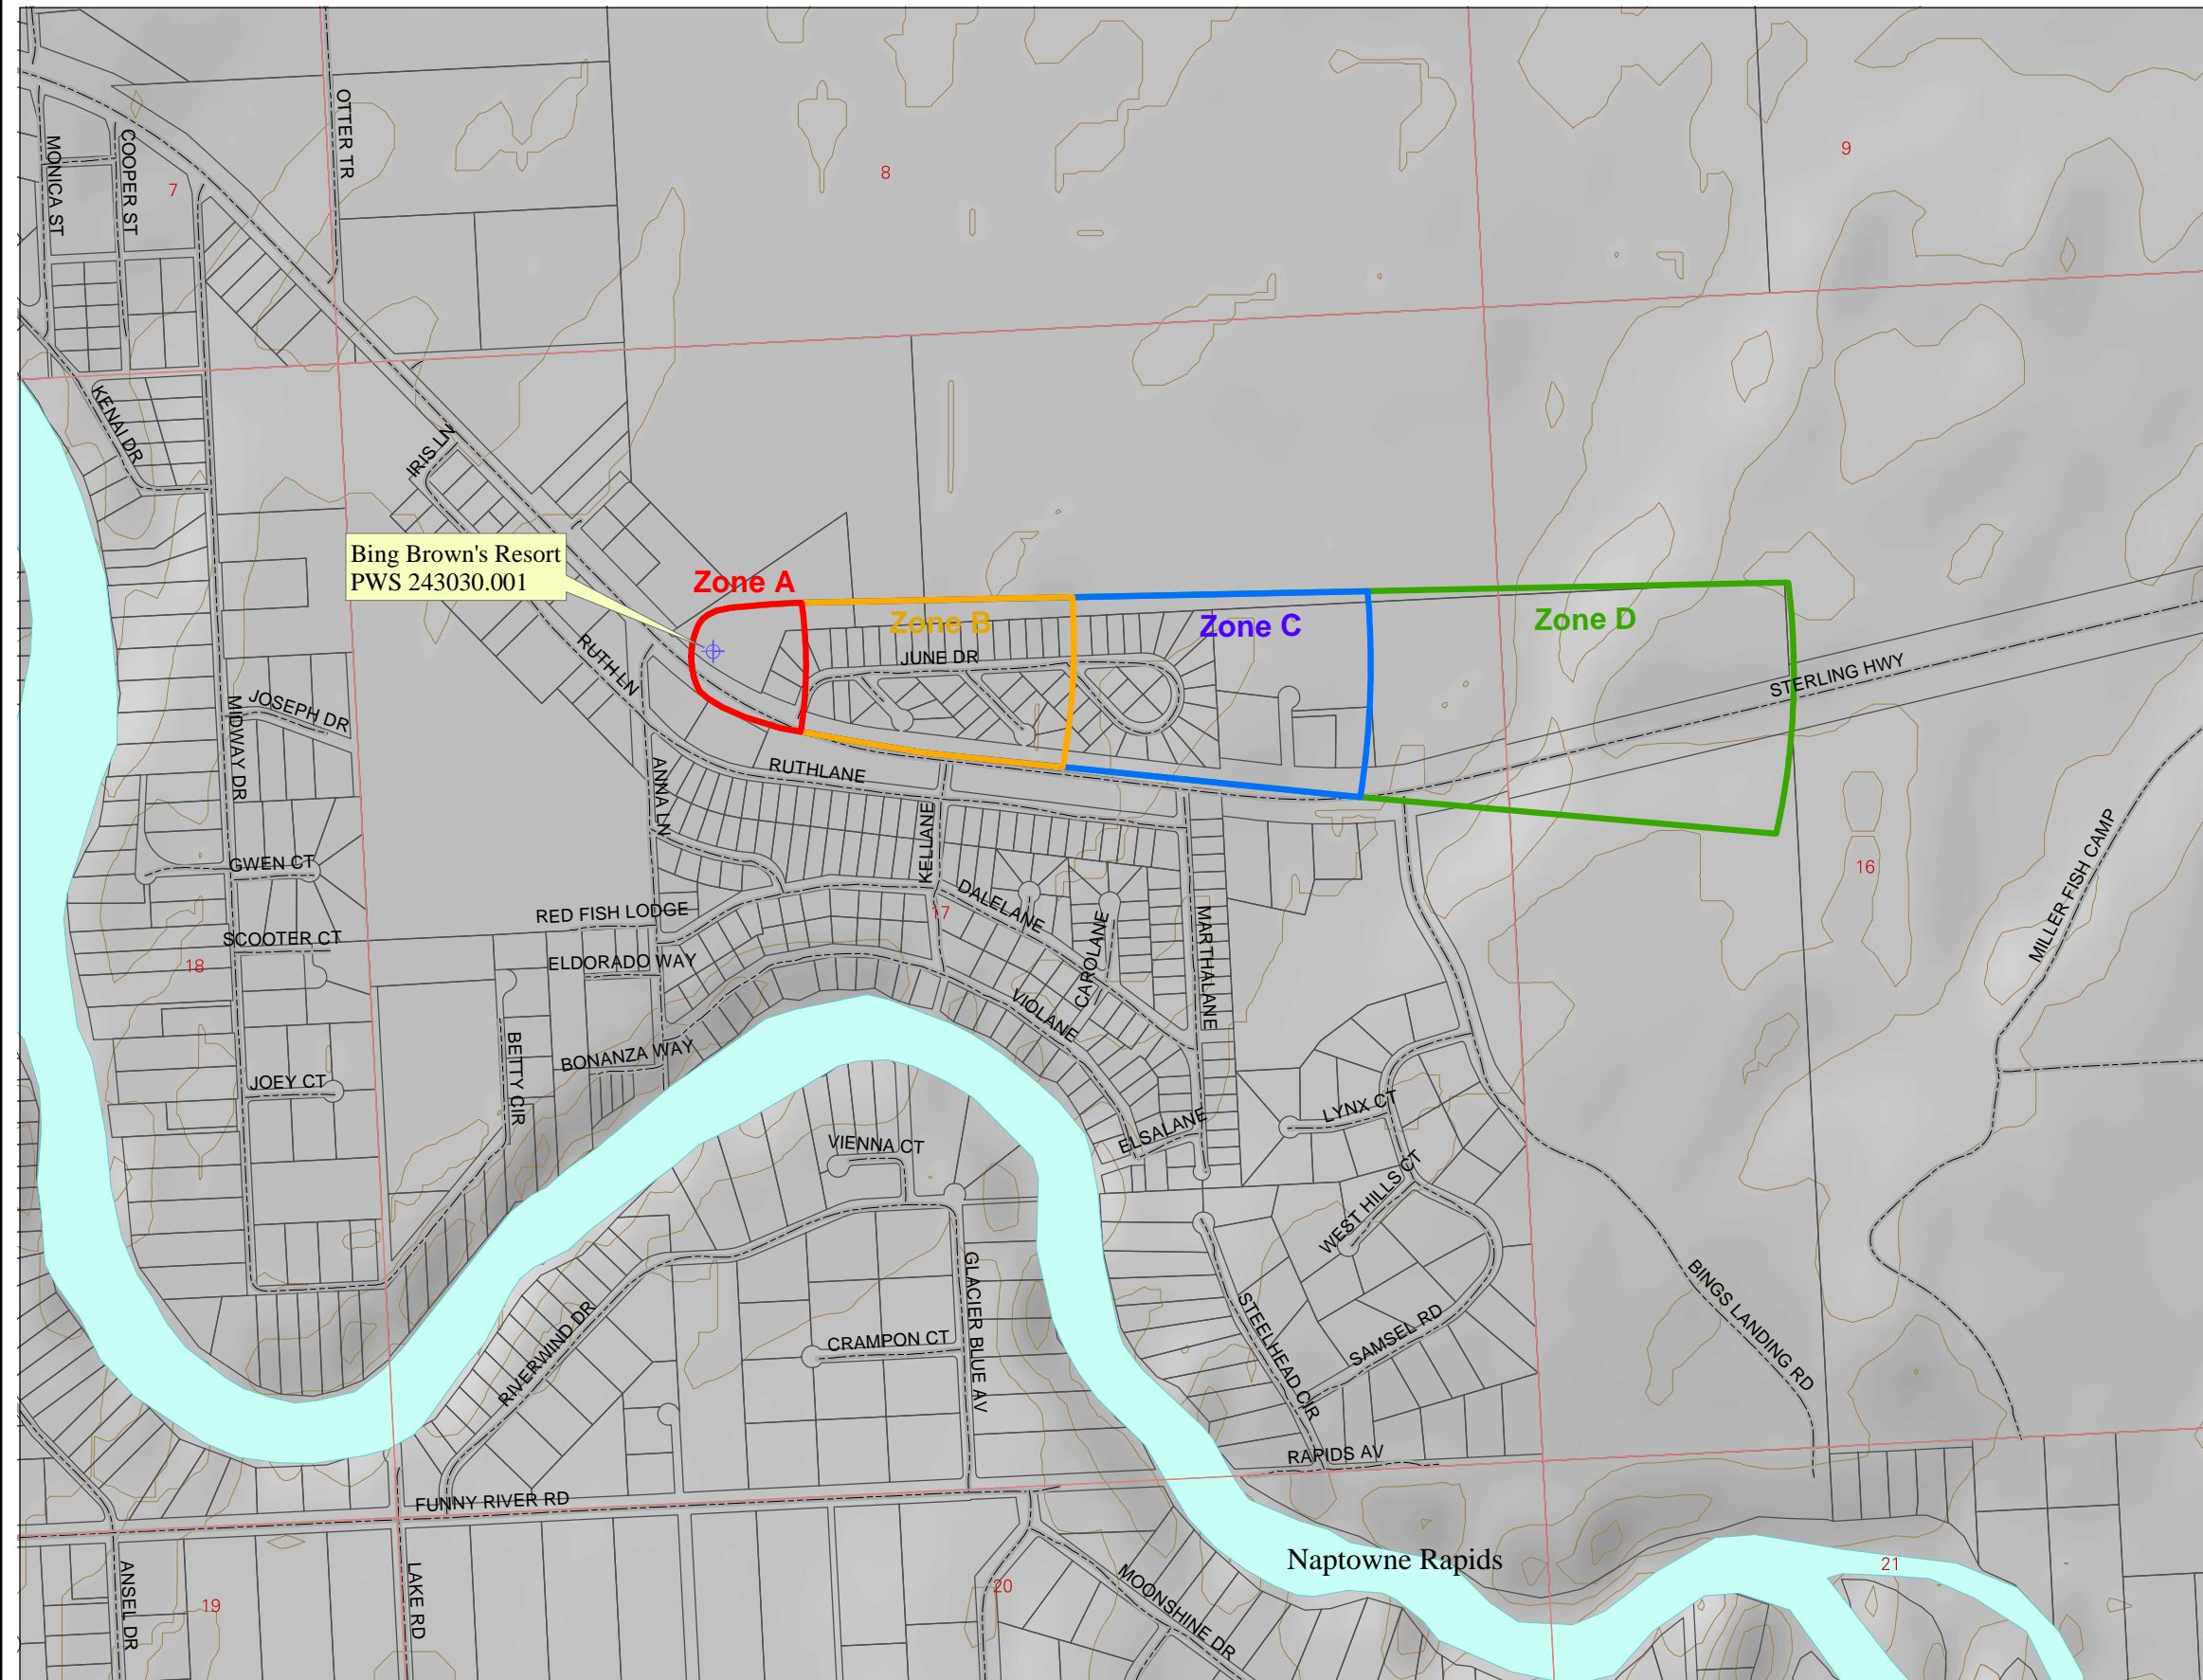 OTTER TR
MONICA ST
COOPER ST
7
8
9
KENAI DR
IRIS LN
Bing Brown's Resort
PWS 243030.001
Zone A
Zone B
Zone C
Zone D
JUNE DR
RUTH LN
STERLING HWY
MIDWAY DR
JOSEPH DR
RUTHLANE
ANNA LN
KELLANE
GWEN CT
DALELANE
16
MILLER FISH CAMP
RED FISH LODGE
17
CAROLANE
MARTHALANE
SCOOTER CT
18
ELDORADO WAY
VIOLANE
BETTY CIR
BONANZA WAY
JOEY CT
LYNX CT
ELSALANE
VIENNA CT
WEST HILLS CT
GLACIER BLUE AV
BINGS LANDING RD
STEELHEAD CIR
SAMSEL RD
RIVERWIND DR
CRAMPON CT
RAPIDS AV
FUNNY RIVER RD
Naptowne Rapids
ANSEL DR
LAKE RD
MOONSHINE DR
19
20
21